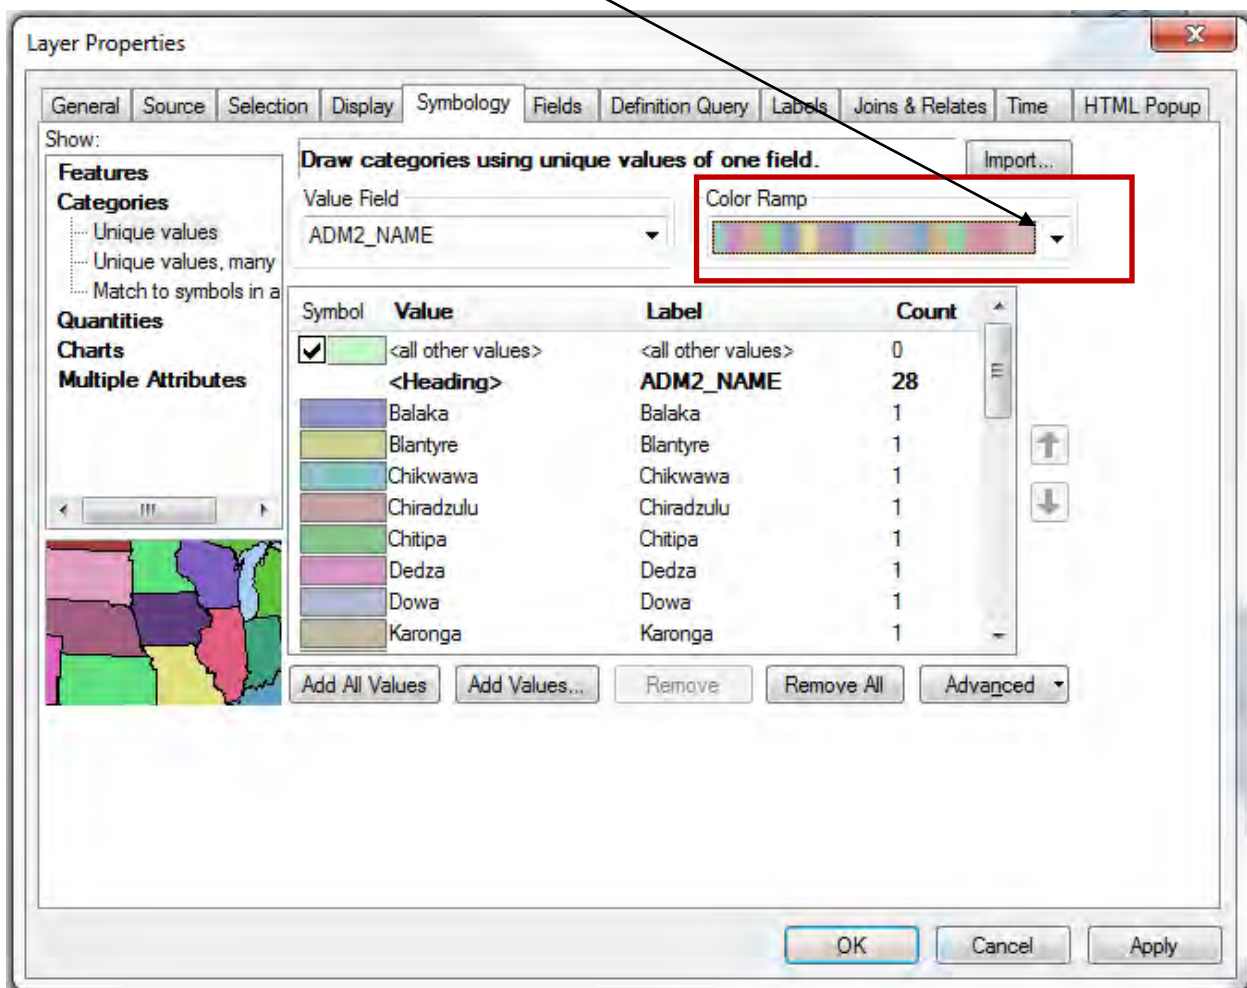 Layer Properties
General Source Selection Display Symbology Fields Definition Query Labels Joins & Relates Time HTML Popup
Show:
Features
Categories
Unique values
Unique values, many
Match to symbols in a
Quantities
Charts
Multiple Attributes
Draw categories using unique values of one field.
Import...
Value Field
ADM2_NAME
Color Ramp
Symbol Value Label Count
<all other values> <all other values> 0
<Heading> ADM2_NAME 28
Balaka Balaka 1
Blantyre Blantyre 1
Chikwawa Chikwawa 1
Chiradzulu Chiradzulu 1
Chitipa Chitipa 1
Dedza Dedza 1
Dowa Dowa 1
Karonga Karonga 1
Add All Values Add Values... Remove Remove All Advanced
OK Cancel Apply